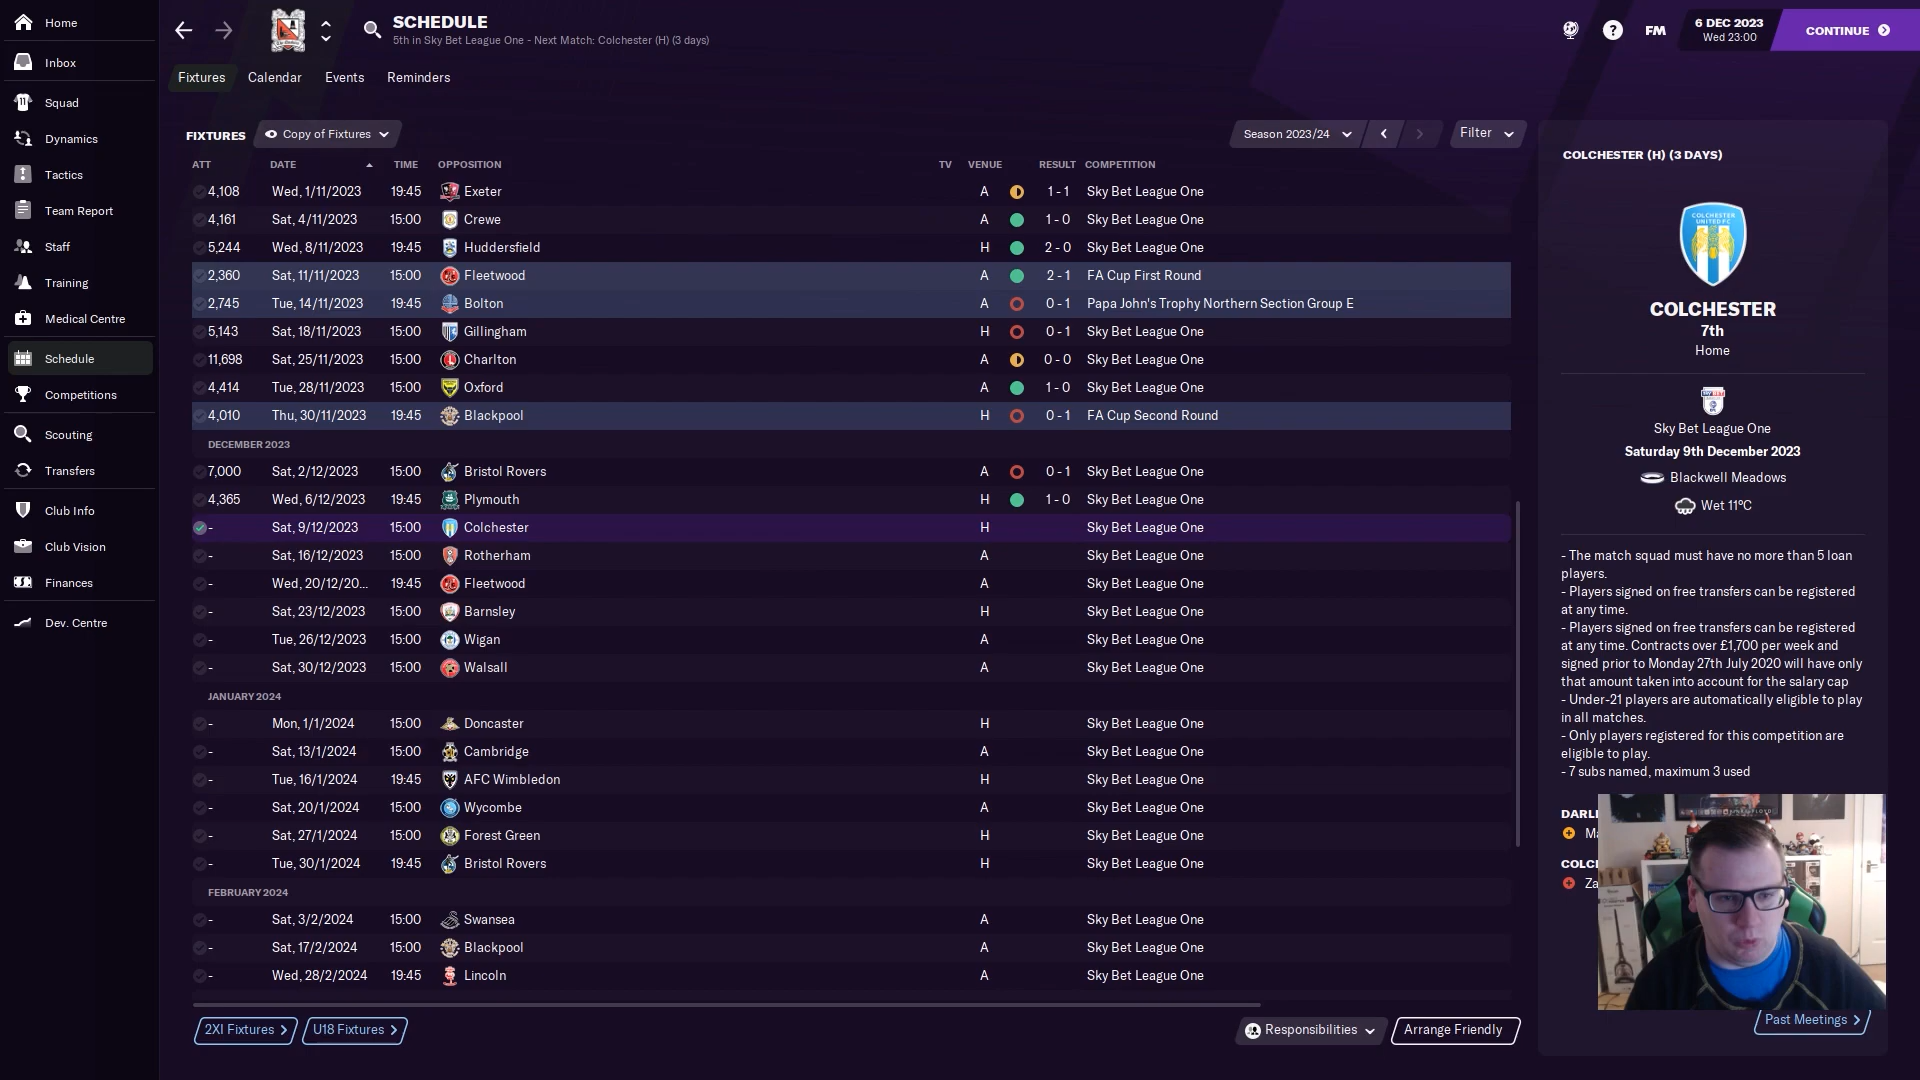 Home
Inbox
Squad
Dynamics
Tactics
Team Report
Staff
Training
Medical Centre
Schedule
Competitions
Scouting
Transfers
Club Info
Club Vision
Finances
Dev. Centre
SCHEDULE
5th in Sky Bet League One - Next Match: Colchester (H) (3 days)
FM
6 DEC 2023
Wed 23:00
CONTINUE
Fixtures Calendar Events Reminders
FIXTURES Copy of Fixtures Season 2023/24 Filter
ATT DATE TIME OPPOSITION TV VENUE RESULT COMPETITION
4,108 Wed, 1/11/2023 19:45 Exeter A 1 - 1 Sky Bet League One
4,161 Sat, 4/11/2023 15:00 Crewe A 1 - 0 Sky Bet League One
5,244 Wed, 8/11/2023 19:45 Huddersfield H 2 - 0 Sky Bet League One
2,360 Sat, 11/11/2023 15:00 Fleetwood A 2 - 1 FA Cup First Round
2,745 Tue, 14/11/2023 19:45 Bolton A 0 - 1 Papa John's Trophy Northern Section Group E
5,143 Sat, 18/11/2023 15:00 Gillingham H 0 - 1 Sky Bet League One
11,698 Sat, 25/11/2023 15:00 Charlton A 0 - 0 Sky Bet League One
4,414 Tue, 28/11/2023 15:00 Oxford A 1 - 0 Sky Bet League One
4,010 Thu, 30/11/2023 19:45 Blackpool H 0 - 1 FA Cup Second Round
DECEMBER 2023
7,000 Sat, 2/12/2023 15:00 Bristol Rovers A 0 - 1 Sky Bet League One
4,365 Wed, 6/12/2023 19:45 Plymouth H 1 - 0 Sky Bet League One
- Sat, 9/12/2023 15:00 Colchester H Sky Bet League One
- Sat, 16/12/2023 15:00 Rotherham A Sky Bet League One
- Wed, 20/12/20... 19:45 Fleetwood A Sky Bet League One
- Sat, 23/12/2023 15:00 Barnsley H Sky Bet League One
- Tue, 26/12/2023 15:00 Wigan A Sky Bet League One
- Sat, 30/12/2023 15:00 Walsall A Sky Bet League One
JANUARY 2024
- Mon, 1/1/2024 15:00 Doncaster H Sky Bet League One
- Sat, 13/1/2024 15:00 Cambridge A Sky Bet League One
- Tue, 16/1/2024 19:45 AFC Wimbledon H Sky Bet League One
- Sat, 20/1/2024 15:00 Wycombe A Sky Bet League One
- Sat, 27/1/2024 15:00 Forest Green H Sky Bet League One
- Tue, 30/1/2024 19:45 Bristol Rovers H Sky Bet League One
FEBRUARY 2024
- Sat, 3/2/2024 15:00 Swansea A Sky Bet League One
- Sat, 17/2/2024 15:00 Blackpool A Sky Bet League One
- Wed, 28/2/2024 19:45 Lincoln A Sky Bet League One
2XI Fixtures U18 Fixtures Responsibilities Arrange Friendly
COLCHESTER (H) (3 DAYS)
COLCHESTER
UNITED FC
COLCHESTER
7th
Home
Sky Bet League One
Saturday 9th December 2023
Blackwell Meadows
Wet 11ºC
- The match squad must have no more than 5 loan
players.
- Players signed on free transfers can be registered
at any time.
- Players signed on free transfers can be registered
at any time. Contracts over £1,700 per week and
signed prior to Monday 27th July 2020 will have only
that amount taken into account for the salary cap
- Under-21 players are automatically eligible to play
in all matches.
- Only players registered for this competition are
eligible to play.
- 7 subs named, maximum 3 used
DARLI
Ma
COLC
Za
Past Meetings